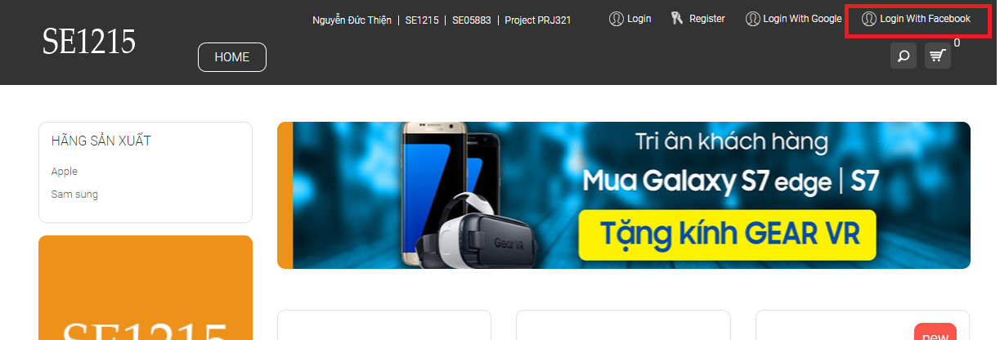 Nguyễn Đức Thiện | SE1215 | SE05883 | Project PRJ321
Login
Register
Login With Google
Login With Facebook
SE1215
HOME
0
HÃNG SẢN XUẤT
Apple
Sam sung
Tri ân khách hàng
Mua Galaxy S7 edge | S7
Tặng kính GEAR VR
Gear VR
SE1215
new